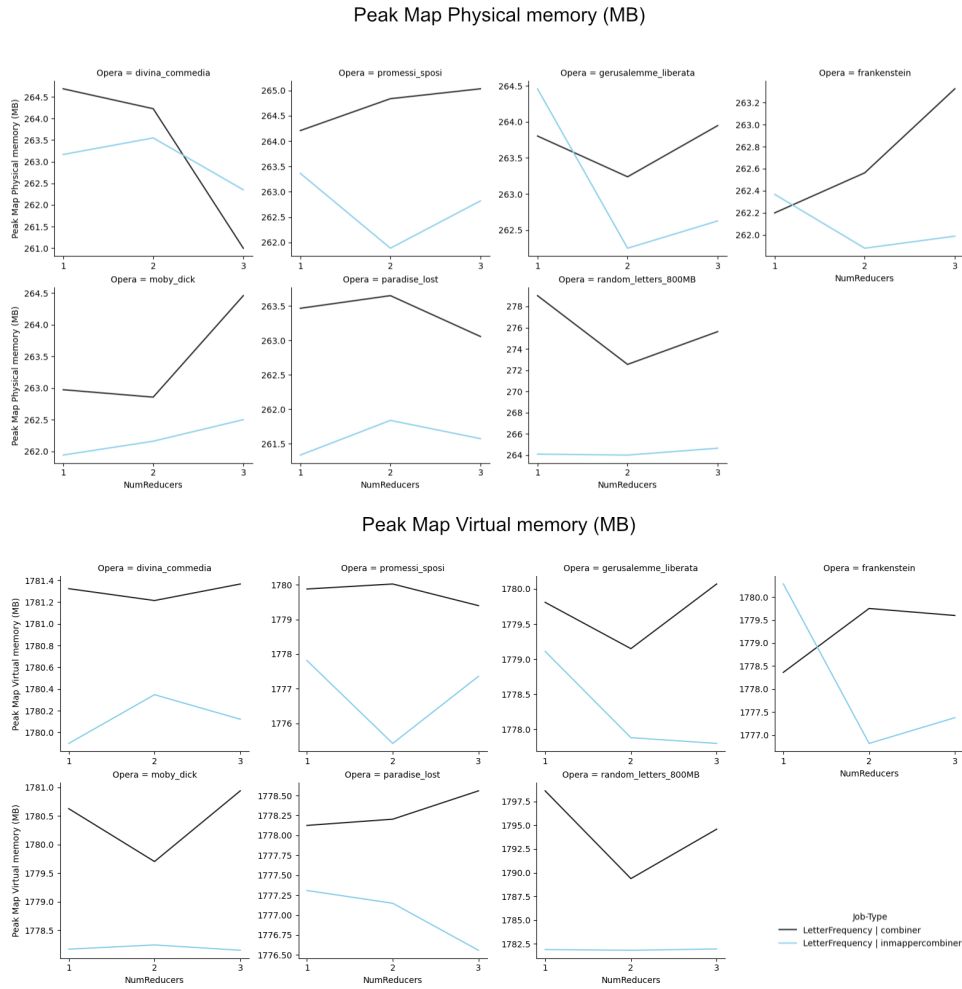 Peak Map Physical memory (MB)
Opera = divina_commedia
Opera = promessi_sposi
Opera = gerusalemme_liberata
Opera = frankenstein
Peak Map Physical memory (MB)
264.5
264.0
263.5
263.0
262.5
262.0
261.5
261.0
1 2 3
265.0
264.5
264.0
263.5
263.0
262.5
262.0
1 2 3
264.5
264.0
263.5
263.0
262.5
1 2 3
263.2
263.0
262.8
262.6
262.4
262.2
262.0
1 2 3
NumReducers
Opera = moby_dick
Opera = paradise_lost
Opera = random_letters_800MB
Peak Map Physical memory (MB)
264.5
264.0
263.5
263.0
262.5
262.0
1 2 3
NumReducers
263.5
263.0
262.5
262.0
261.5
1 2 3
NumReducers
278
276
274
272
270
268
266
264
1 2 3
NumReducers
Peak Map Virtual memory (MB)
Opera = divina_commedia
Opera = promessi_sposi
Opera = gerusalemme_liberata
Opera = frankenstein
Peak Map Virtual memory (MB)
1781.4
1781.2
1781.0
1780.8
1780.6
1780.4
1780.2
1780.0
1780
1779
1778
1777
1776
1780.0
1779.5
1779.0
1778.5
1778.0
1780.0
1779.5
1779.0
1778.5
1778.0
1777.5
1777.0
1 2 3
NumReducers
Opera = moby_dick
Opera = paradise_lost
Opera = random_letters_800MB
Peak Map Virtual memory (MB)
1781.0
1780.5
1780.0
1779.5
1779.0
1778.5
1 2 3
NumReducers
1778.50
1778.25
1778.00
1777.75
1777.50
1777.25
1777.00
1776.75
1776.50
1 2 3
NumReducers
1797.5
1795.0
1792.5
1790.0
1787.5
1785.0
1782.5
1 2 3
NumReducers
Job-Type
LetterFrequency | combiner
LetterFrequency | inmappercombiner